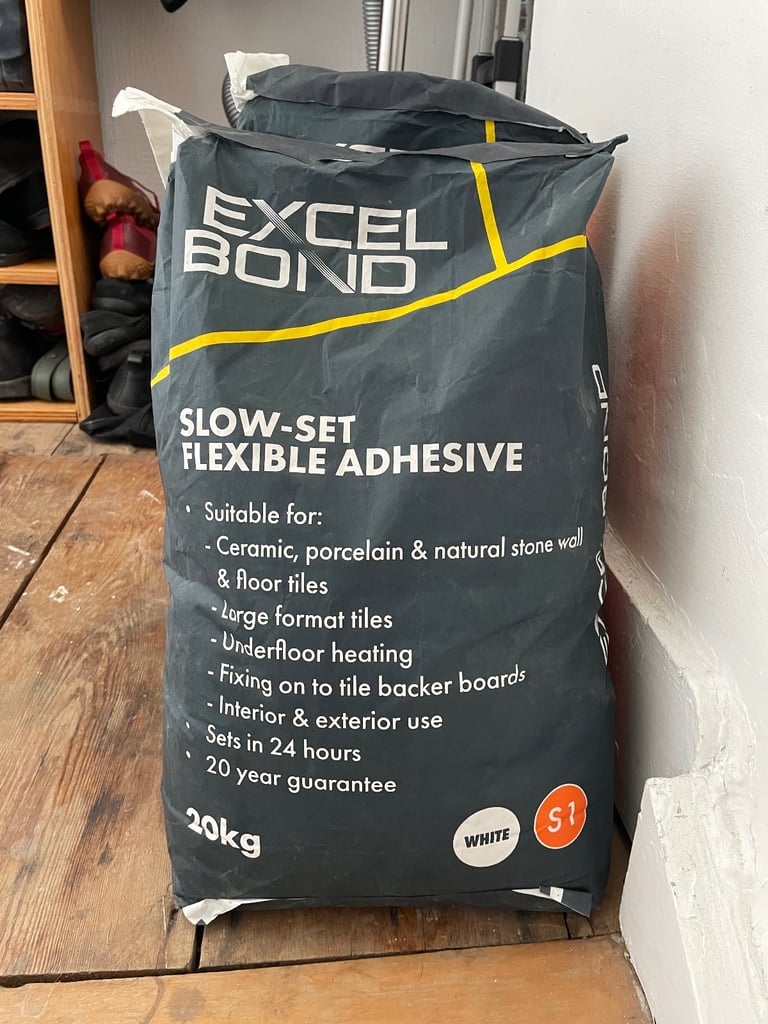 EXCEL
BOND
SLOW-SET
FLEXIBLE ADHESIVE
• Suitable for:
- Ceramic, porcelain & natural stone wall
& floor tiles
- Large format tiles
- Underfloor heating
- Fixing on to tile backer boards
- Interior & exterior use
• Sets in 24 hours
• 20 year guarantee
20kg
WHITE
S1
BOND